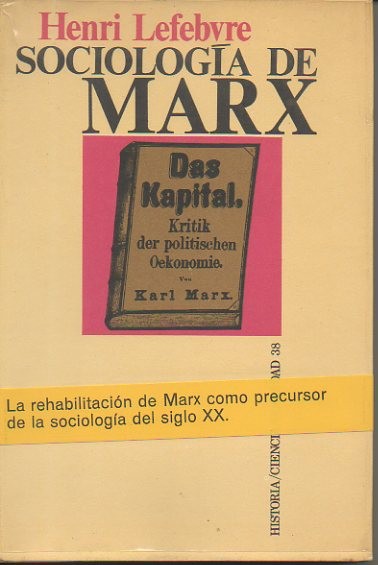 Henri Lefebvre
SOCIOLOGÍA DE
MARX
Das
Kapital.
Kritik
der politischen
Oekonomie.
Von
Karl Marx.
La rehabilitación de Marx como precursor
de la sociología del siglo XX.
HISTORIA/CIENC
DAD 38